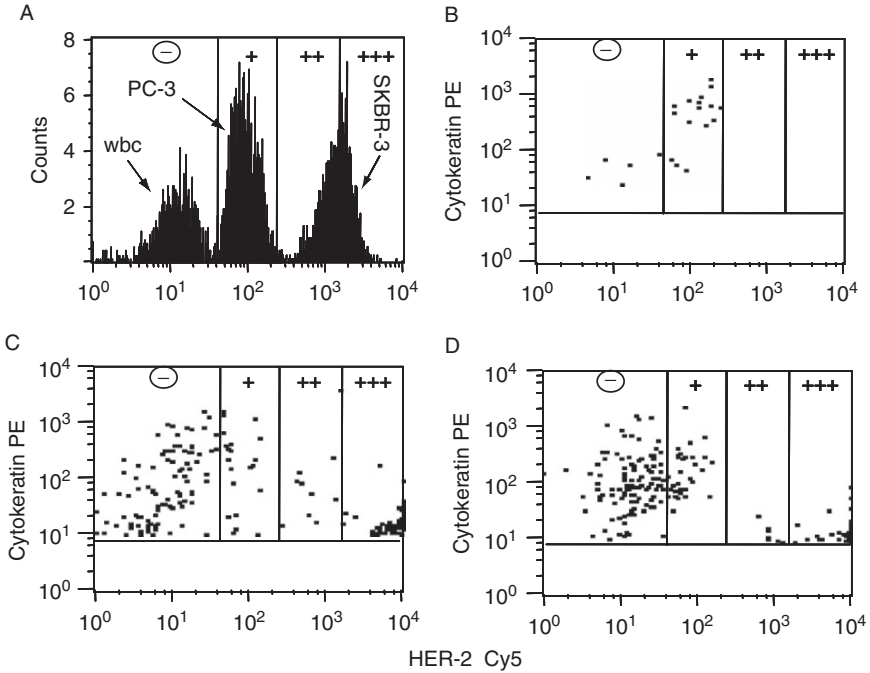 A
8
6
4
2
Counts
− + ++ +++
wbc
PC-3
SKBR-3
10⁰ 10¹ 10² 10³ 10⁴
B
Cytokeratin PE
10⁴
10³
10² 
10¹
10⁰
− + ++ +++
10⁰ 10¹ 10² 10³ 10⁴
C
Cytokeratin PE
10⁴
10³
10²
10¹
10⁰
− + ++ +++
10⁰ 10¹ 10² 10³ 10⁴
D
Cytokeratin PE
10⁴
10³
10²
10¹
10⁰
− + ++ +++
10⁰ 10¹ 10² 10³ 10⁴
HER-2 Cy5